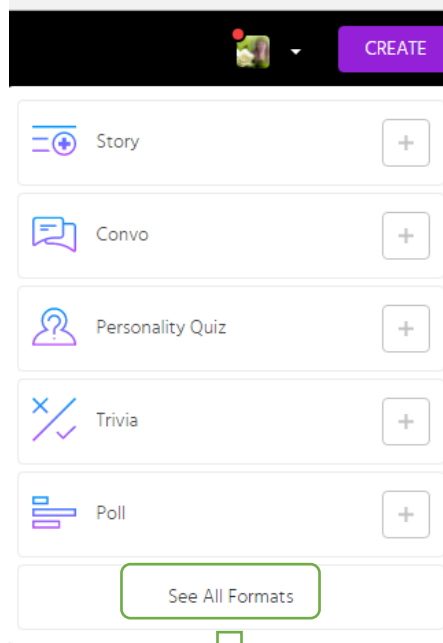 CREATE
Story
Convo
Personality Quiz
Trivia
Poll
See All Formats